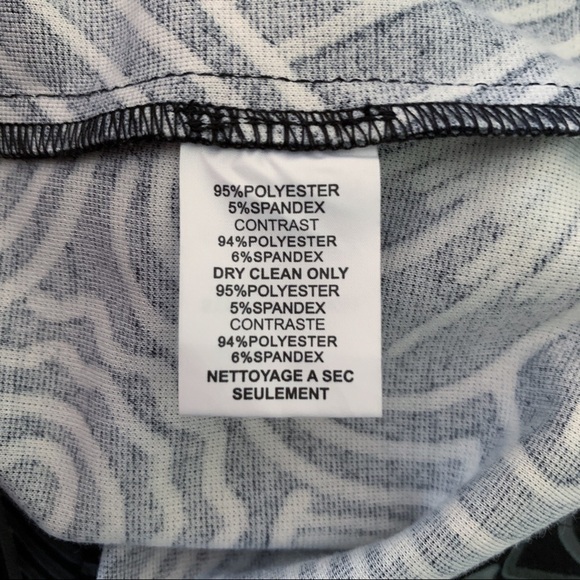 95%POLYESTER
5%SPANDEX
CONTRAST
94%POLYESTER
6%SPANDEX
DRY CLEAN ONLY
95%POLYESTER
5%SPANDEX
CONTRASTE
94%POLYESTER
6%SPANDEX
NETTOYAGE A SEC
SEULEMENT